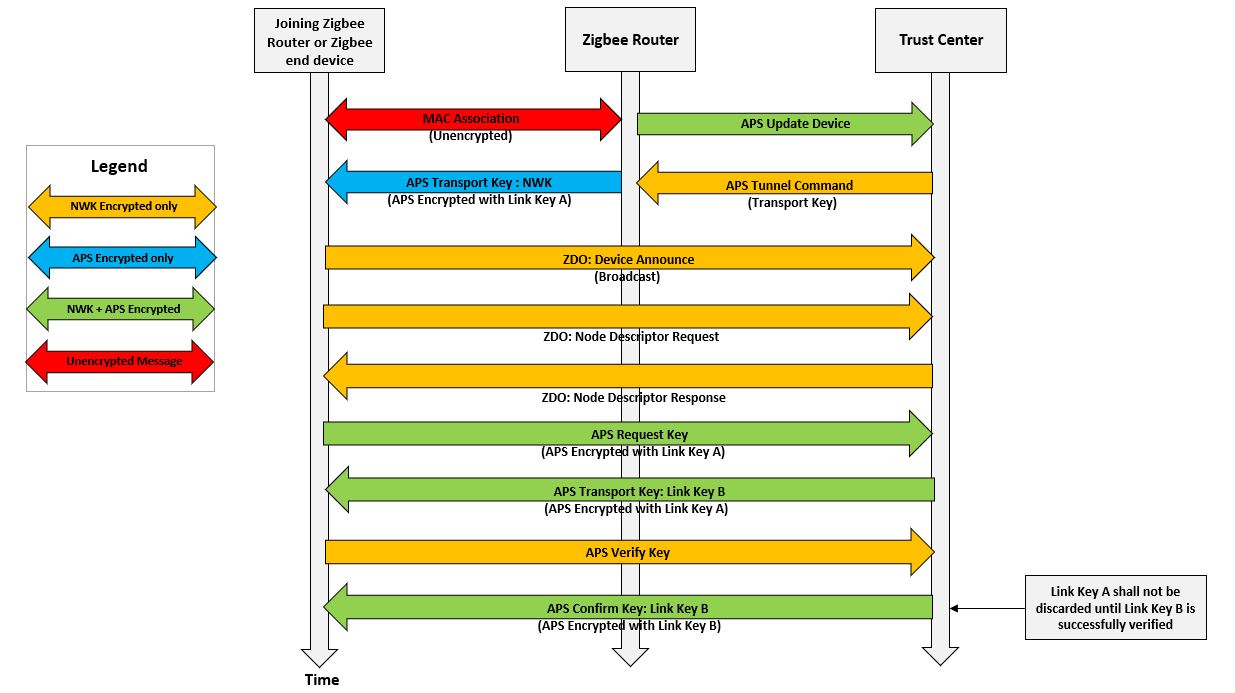 Joining Zigbee
Router or Zigbee
end device
Zigbee Router
Trust Center
MAC Association
(Unencrypted)
APS Update Device
Legend
NWK Encrypted only
APS Encrypted only
NWK + APS Encrypted
Unencrypted Message
APS Transport Key : NWK
(APS Encrypted with Link Key A)
APS Tunnel Command
(Transport Key)
ZDO: Device Announce
(Broadcast)
ZDO: Node Descriptor Request
ZDO: Node Descriptor Response
APS Request Key
(APS Encrypted with Link Key A)
APS Transport Key: Link Key B
(APS Encrypted with Link Key A)
APS Verify Key
APS Confirm Key: Link Key B
(APS Encrypted with Link Key B)
Link Key A shall not be
discarded until Link Key B is
successfully verified
Time